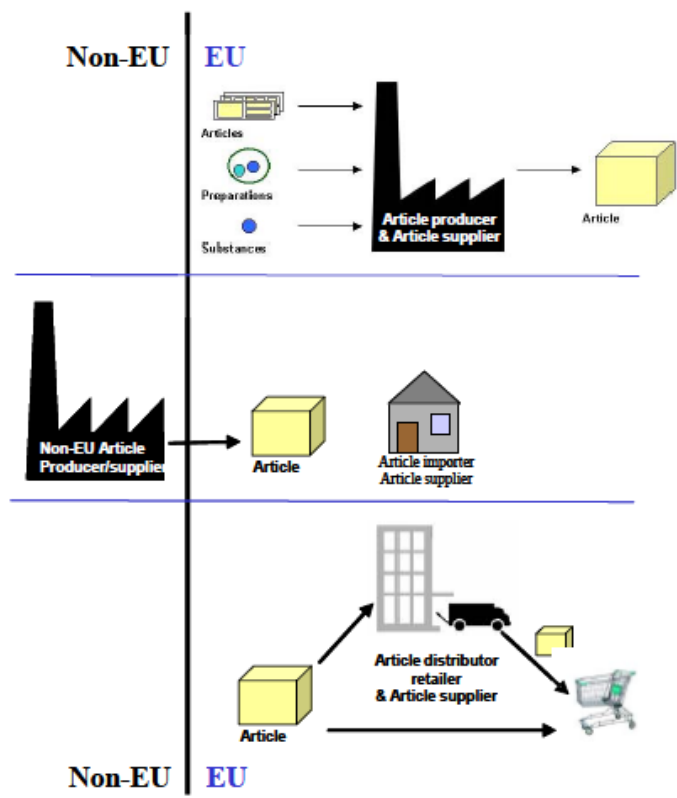 Non-EU EU
Articles
Preparations
Substances
Article producer
& Article supplier
Article
Non-EU Article
Producer/supplier
Article
Article importer
Article supplier
Article distributor
retailer
& Article supplier
Article
Non-EU EU